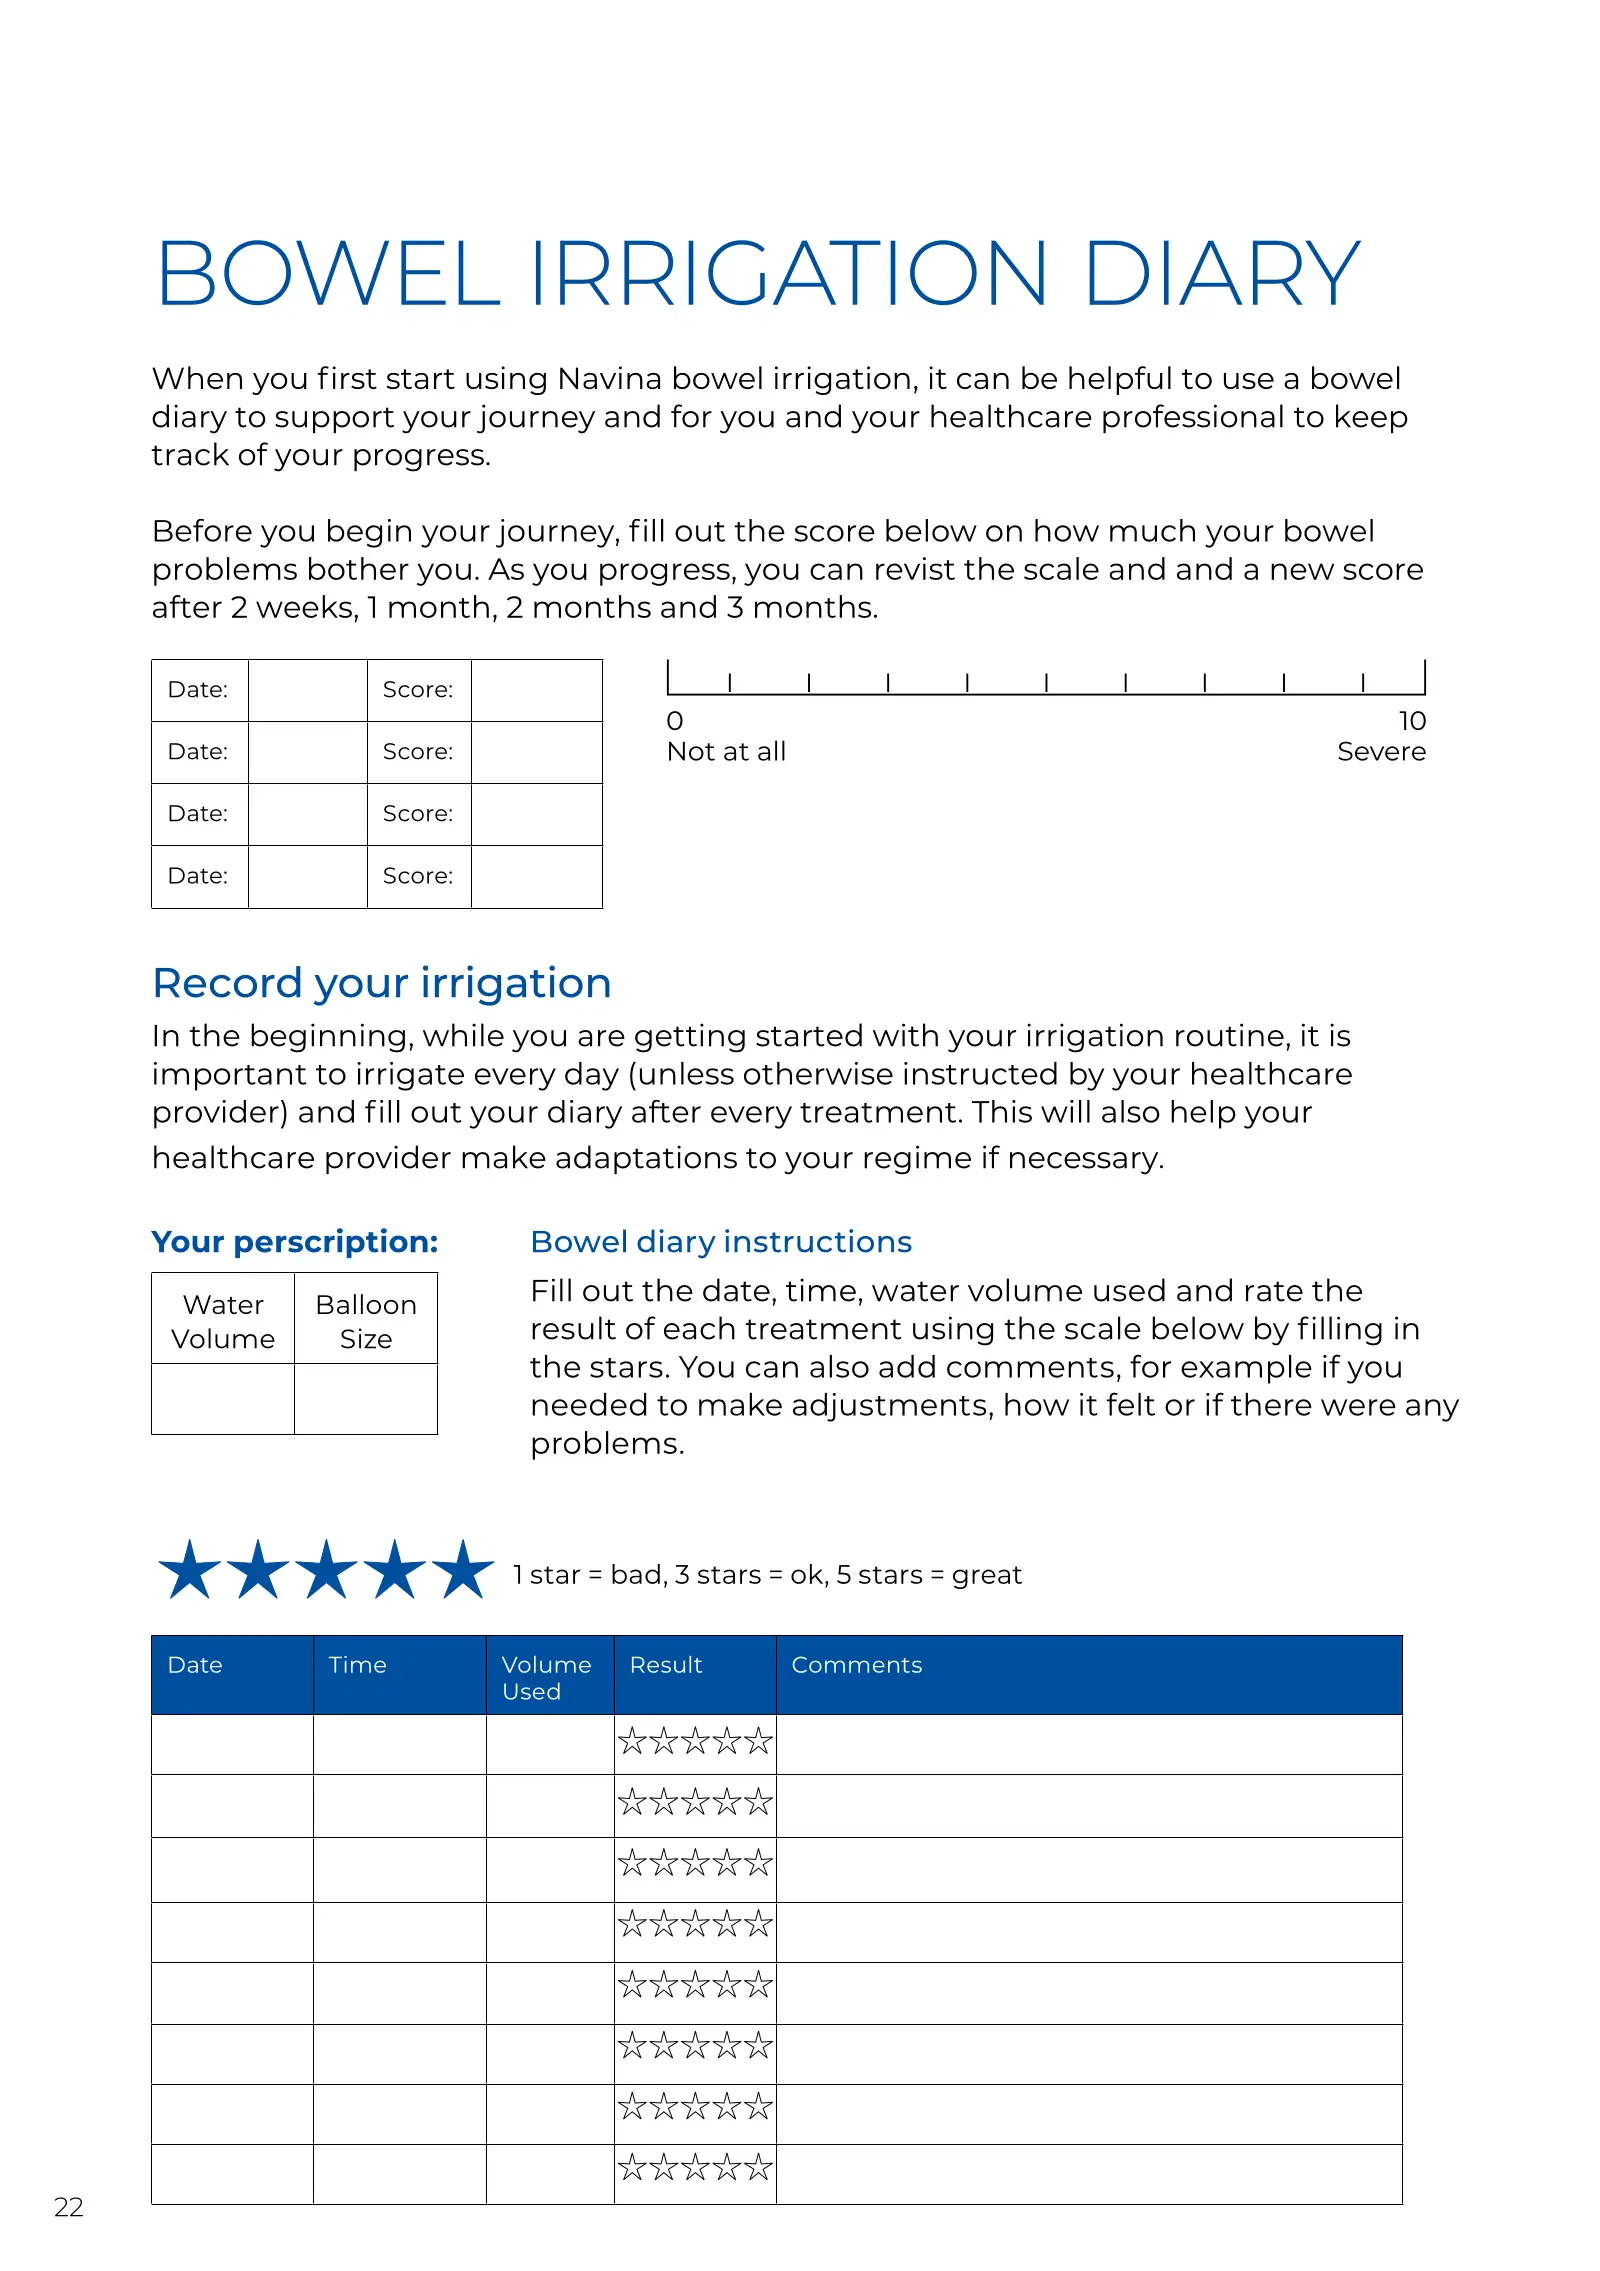 BOWEL IRRIGATION DIARY
When you first start using Navina bowel irrigation, it can be helpful to use a bowel
diary to support your journey and for you and your healthcare professional to keep
track of your progress.
Before you begin your journey, fill out the score below on how much your bowel
problems bother you. As you progress, you can revist the scale and and a new score
after 2 weeks, 1 month, 2 months and 3 months.
Date: Score:
Date: Score:
Date: Score:
Date: Score:
0 10
Not at all Severe
Record your irrigation
In the beginning, while you are getting started with your irrigation routine, it is
important to irrigate every day (unless otherwise instructed by your healthcare
provider) and fill out your diary after every treatment. This will also help your
healthcare provider make adaptations to your regime if necessary.
Your perscription:
Water Balloon
Volume Size
Bowel diary instructions
Fill out the date, time, water volume used and rate the
result of each treatment using the scale below by filling in
the stars. You can also add comments, for example if you
needed to make adjustments, how it felt or if there were any
problems.
1 star = bad, 3 stars = ok, 5 stars = great
Date Time Volume Result Comments
Used
22